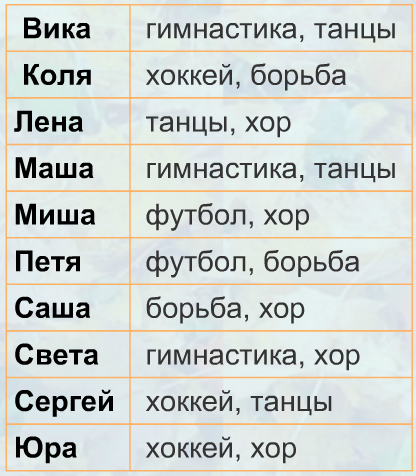 Вика гимнастика, танцы
Коля хоккей, борьба
Лена танцы, хор
Маша гимнастика, танцы
Миша футбол, хор
Петя футбол, борьба
Саша борьба, хор
Света гимнастика, хор
Сергей хоккей, танцы
Юра хоккей, хор